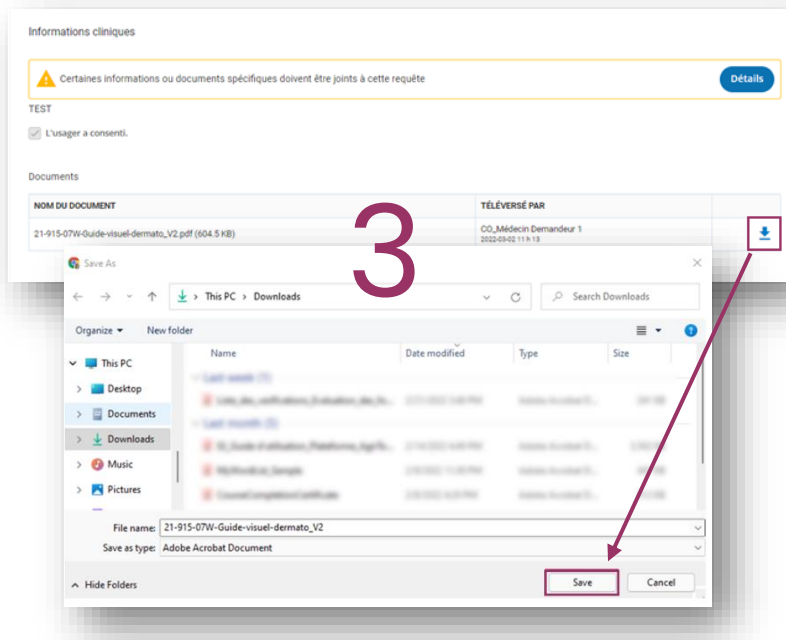 Informations cliniques
Certaines informations ou documents spécifiques doivent être joints à cette requête
Détails
TEST
L'usager a consenti.
Documents
NOM DU DOCUMENT TÉLÉVERSÉ PAR
21-915-07W-Guide-visuel-dermato_V2.pdf (604.5 KB) CO_Médecin Demandeur 1
2022-03-02 11 h 13
3
Save As
This PC > Downloads Search Downloads
Organize New folder
Name Date modified Type Size
This PC
Desktop
Documents
Downloads
Music
Pictures
File name: 21-915-07W-Guide-visuel-dermato_V2
Save as type: Adobe Acrobat Document
Hide Folders Save Cancel